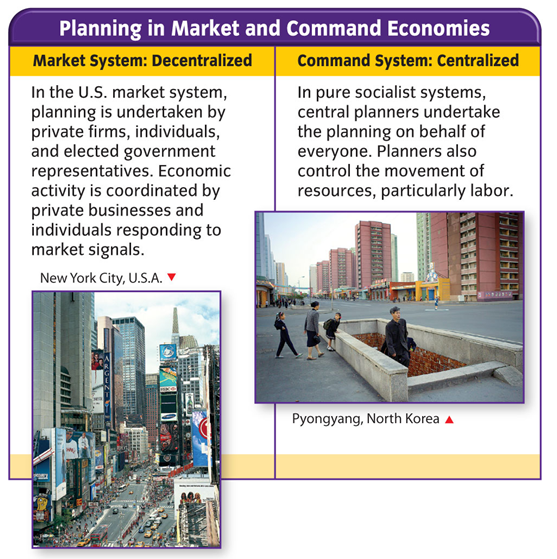 Planning in Market and Command Economies
Market System: Decentralized
In the U.S. market system,
planning is undertaken by
private firms, individuals,
and elected government
representatives. Economic
activity is coordinated by
private businesses and
individuals responding to
market signals.
New York City, U.S.A.
Command System: Centralized
In pure socialist systems,
central planners undertake
the planning on behalf of
everyone. Planners also
control the movement of
resources, particularly labor.
Pyongyang, North Korea